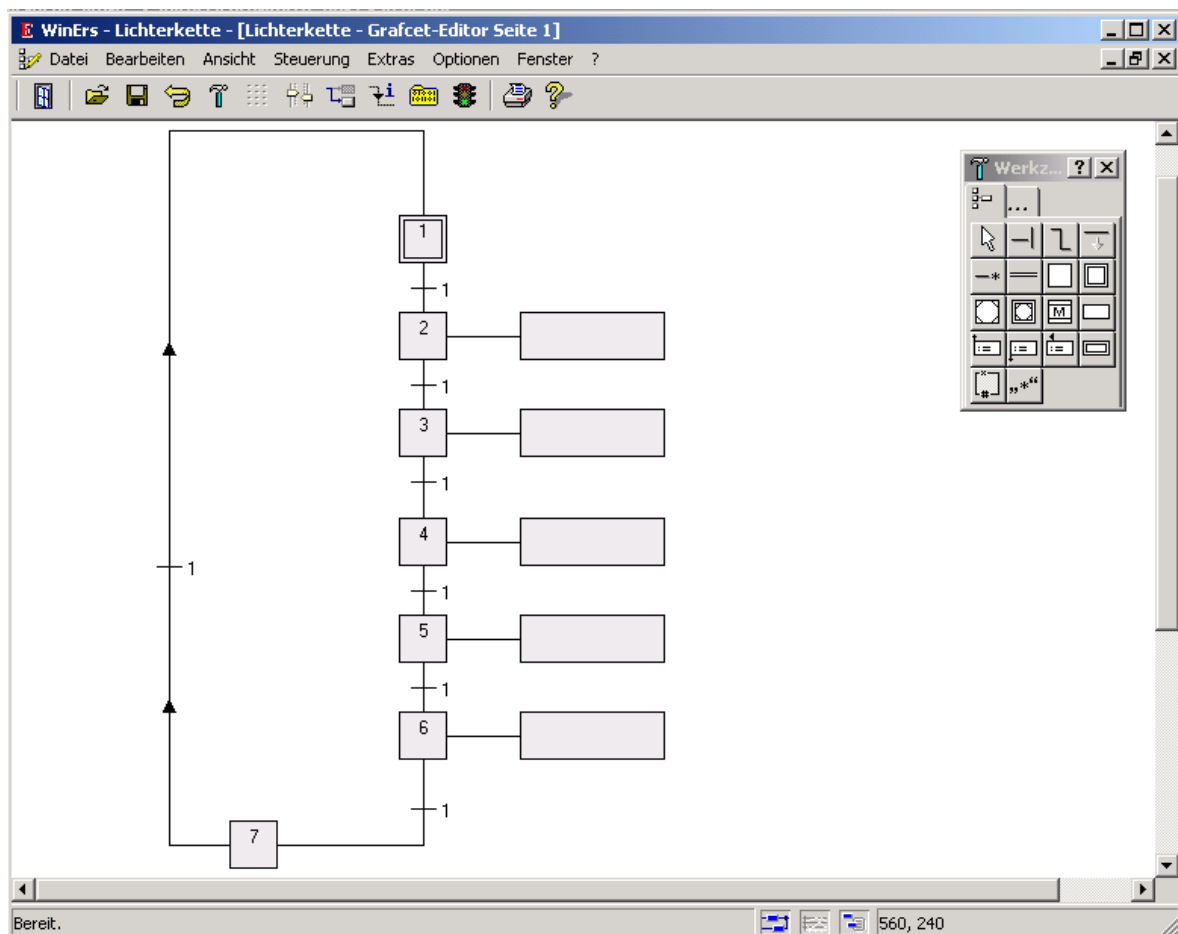 WinErs - Lichterkette - [Lichterkette - Grafcet-Editor Seite 1]
Datei Bearbeiten Ansicht Steuerung Extras Optionen Fenster ?
Werkz... ?
...
1
1
2
1
3
1
4
1
1
5
1
6
1
7
M
:= := :=
# „*“
Bereit.
560, 240